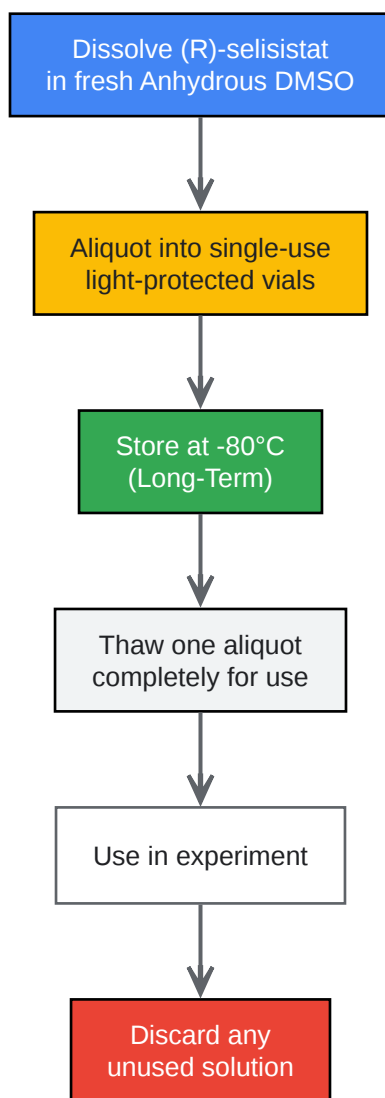 Dissolve (R)-selisistat
in fresh Anhydrous DMSO
Aliquot into single-use
light-protected vials
Store at -80°C
(Long-Term)
Thaw one aliquot
completely for use
Use in experiment
Discard any
unused solution